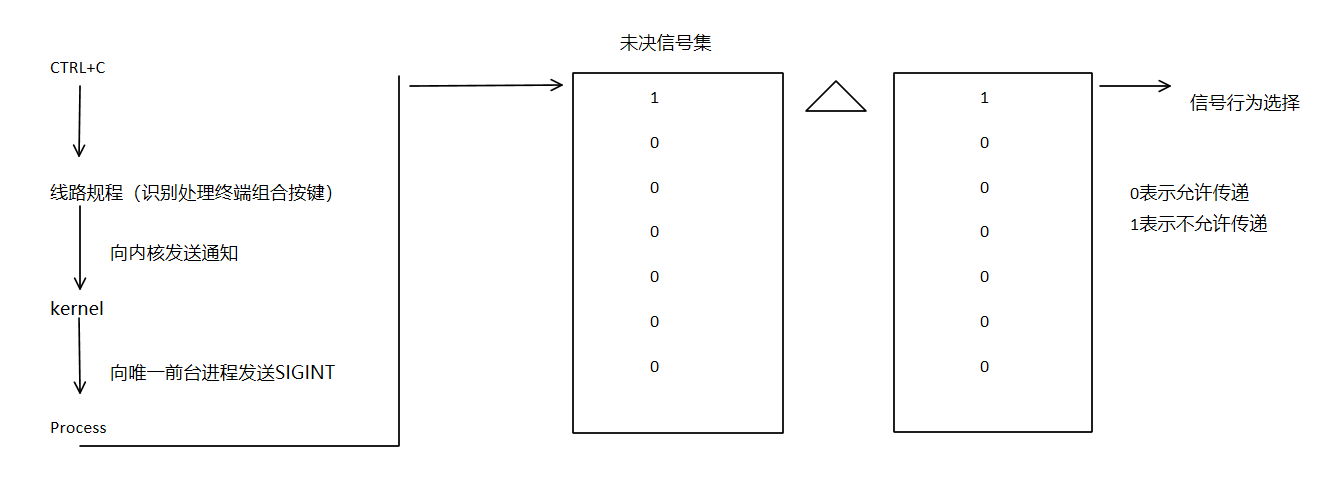 CTRL+C
线路规程（识别处理终端组合按键）
向内核发送通知
kernel
向唯一前台进程发送SIGINT
Process
未决信号集
1
0
0
0
0
0
0
1
0
0
0
0
0
0
信号行为选择
0表示允许传递
1表示不允许传递